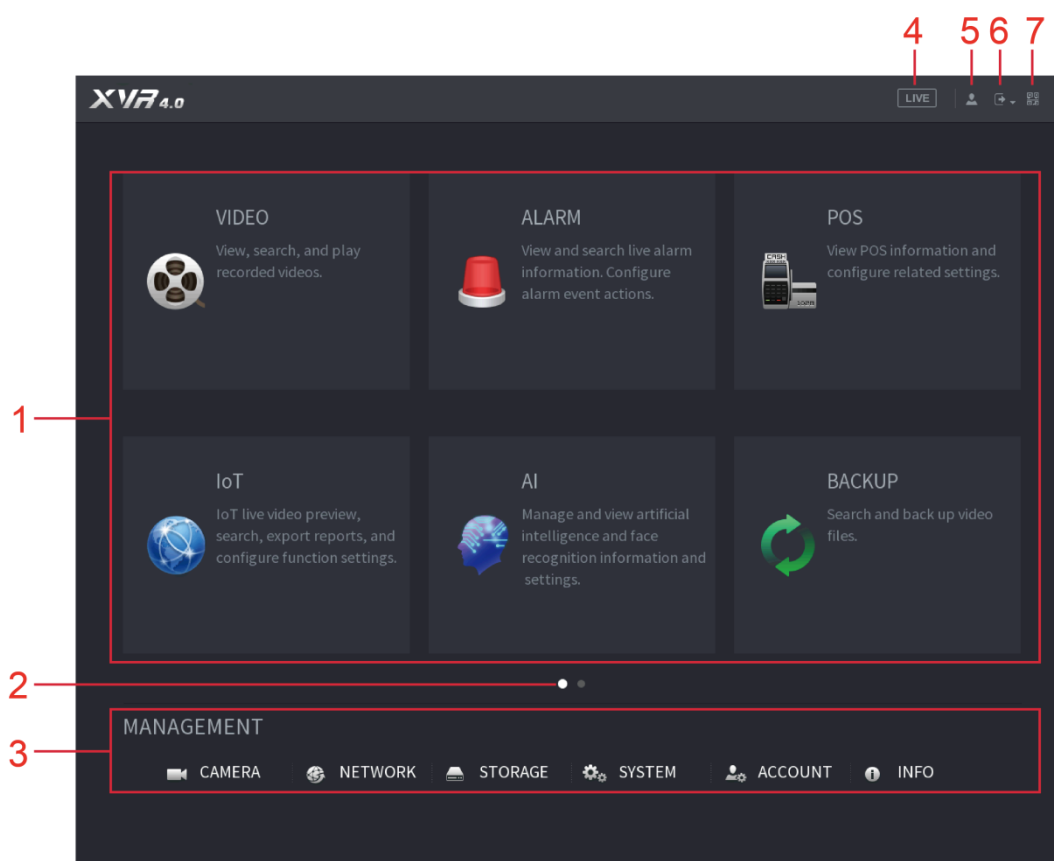 4 5 6 7
XVR 4.0
LIVE
1
VIDEO
View, search, and play
recorded videos.
ALARM
View and search live alarm
information. Configure
alarm event actions.
POS
View POS information and
configure related settings.
CASH
IoT
IoT live video preview,
search, export reports, and
configure function settings.
AI
Manage and view artificial
intelligence and face
recognition information and
settings.
BACKUP
Search and back up video
files.
2
3
MANAGEMENT
CAMERA NETWORK STORAGE SYSTEM ACCOUNT INFO